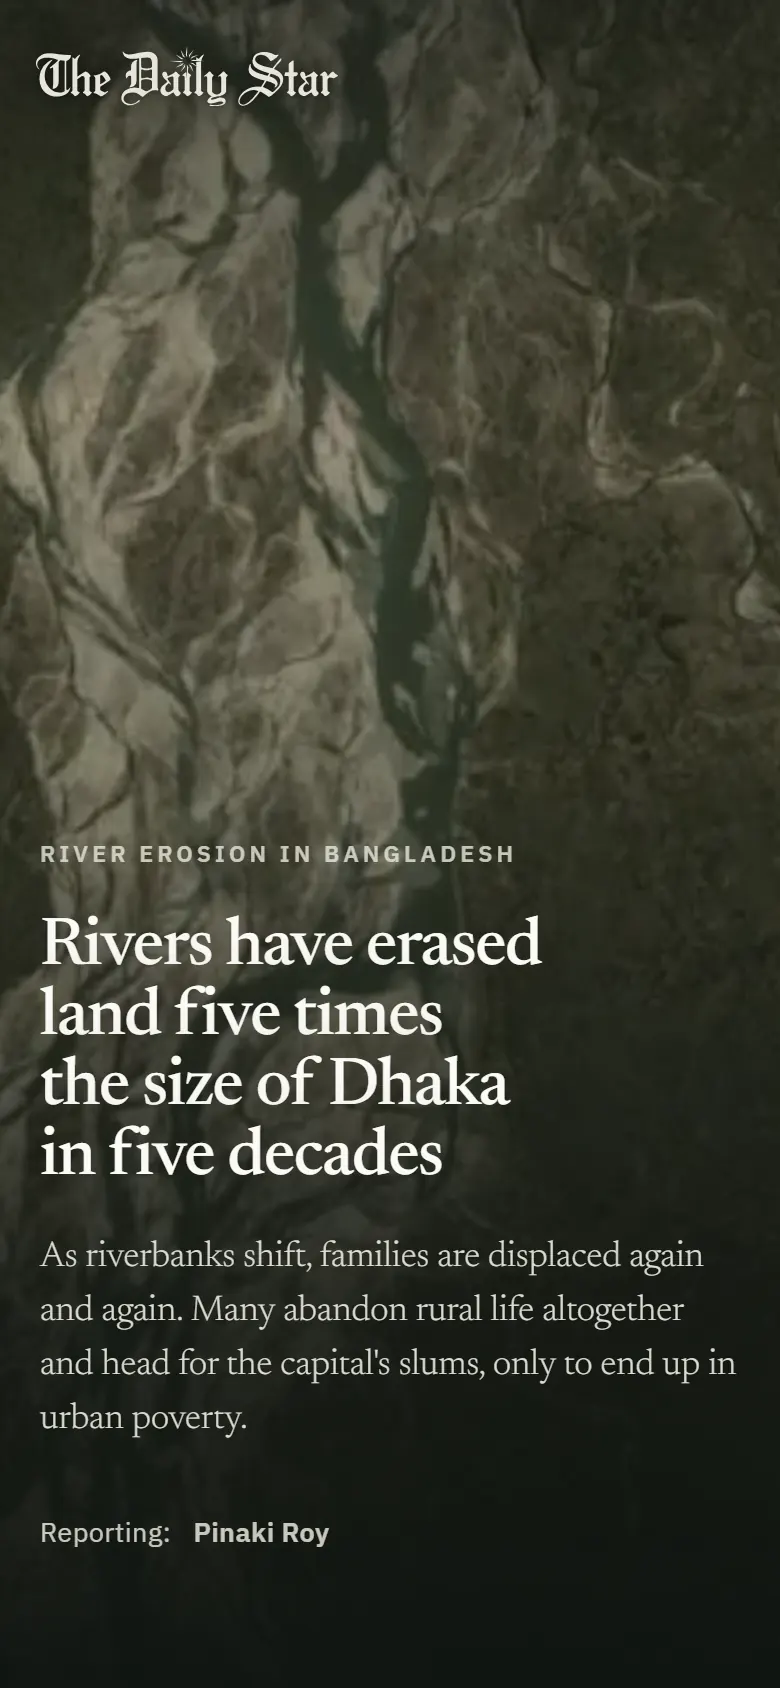 The Daily Star
RIVER EROSION IN BANGLADESH
Rivers have erased
land five times
the size of Dhaka
in five decades
As riverbanks shift, families are displaced again
and again. Many abandon rural life altogether
and head for the capital's slums, only to end up in
urban poverty.
Reporting: Pinaki Roy